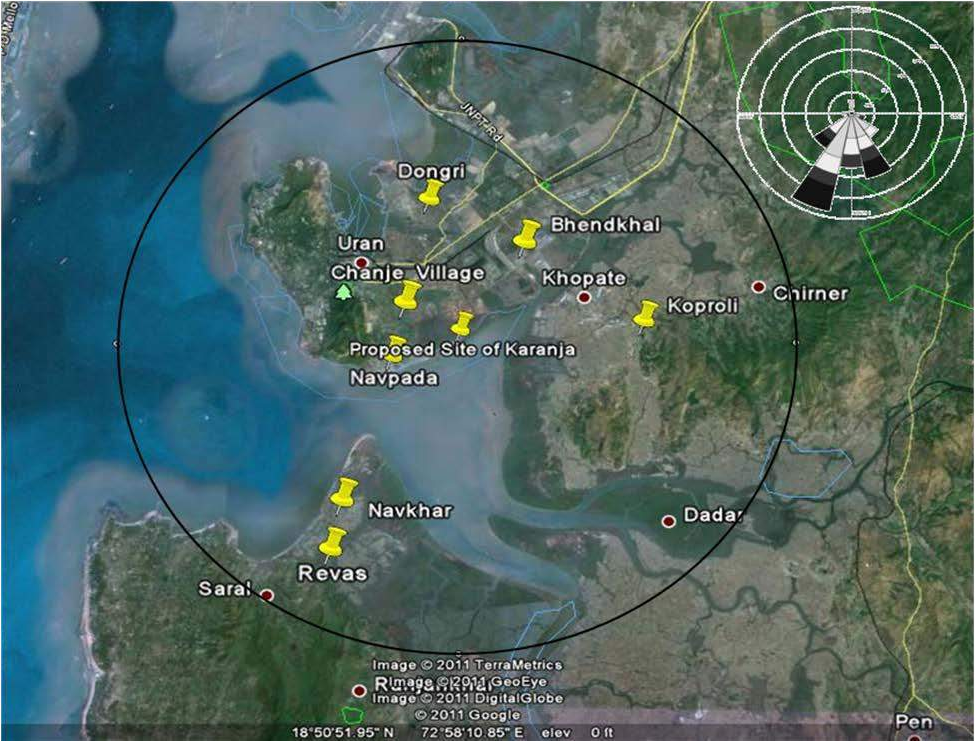 JNPT Rd
Dongri
Bhendkhal
Uran
Chanje Village
Khopate
Chirner
Koproli
Proposed Site of Karanja
Navpada
Navkhar
Dadar
Revas
Saral
Image © 2011 TerraMetrics
Image © 2011 GeoEye
Image © 2011 DigitalGlobe
© 2011 Google
Pen
18°50'51.95" N 72°58'10.85" E elev 0 ft